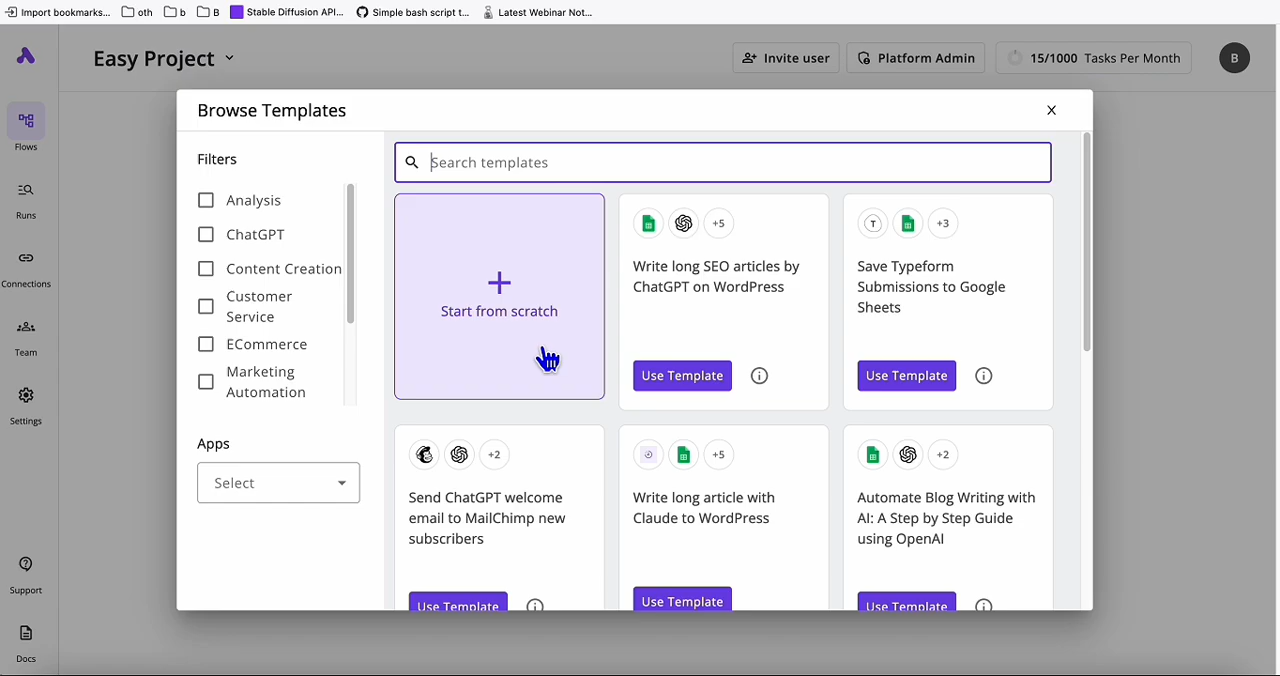 Import bookmarks...
oth
b
B
Stable Diffusion API...
Simple bash script t...
Latest Webinar Not...
Easy Project
Invite user
Platform Admin
15/1000 Tasks Per Month
B
Flows
Runs
Connections
Team
Settings
Support
Docs
Browse Templates
Filters
Analysis
ChatGPT
Content Creation
Customer
Service
ECommerce
Marketing
Automation
Apps
Select
Search templates
Start from scratch
+5
Write long SEO articles by
ChatGPT on WordPress
Use Template
T
+3
Save Typeform
Submissions to Google
Sheets
Use Template
+2
Send ChatGPT welcome
email to MailChimp new
subscribers
Use Template
+5
Write long article with
Claude to WordPress
Use Template
+2
Automate Blog Writing with
AI: A Step by Step Guide
using OpenAI
Use Template